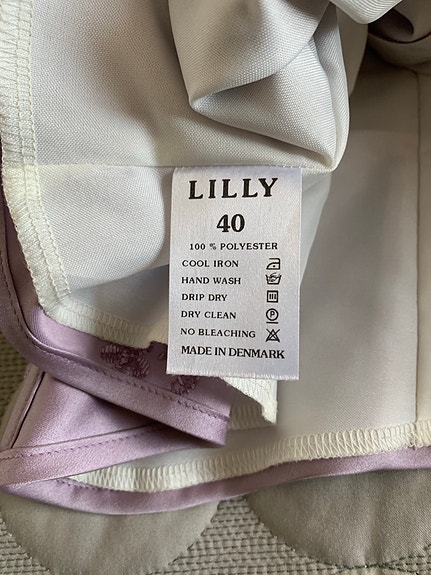 LILLY
40
100 % POLYESTER
COOL IRON
HAND WASH
DRIP DRY
DRY CLEAN P
NO BLEACHING
MADE IN DENMARK